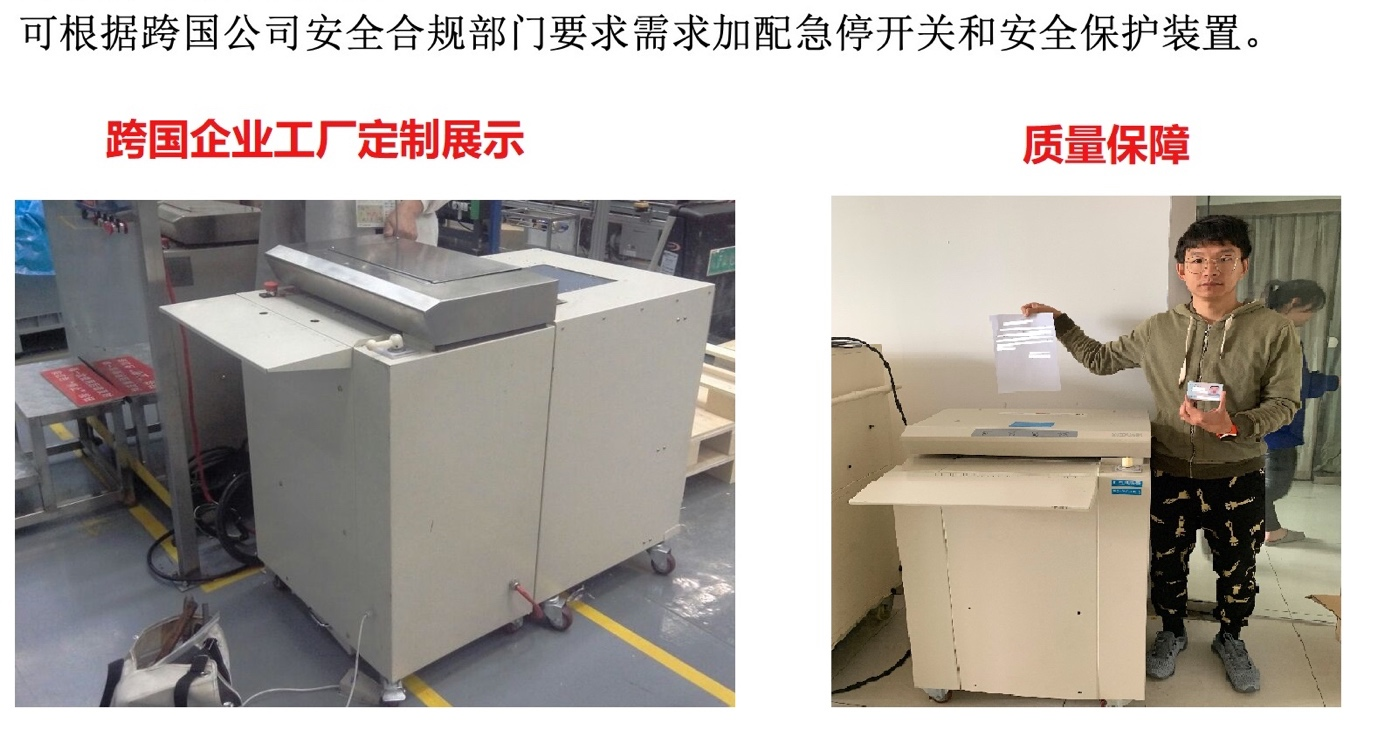 可根据跨国公司安全合规部门要求需求加配急停开关和安全保护装置。
跨国企业工厂定制展示
质量保障